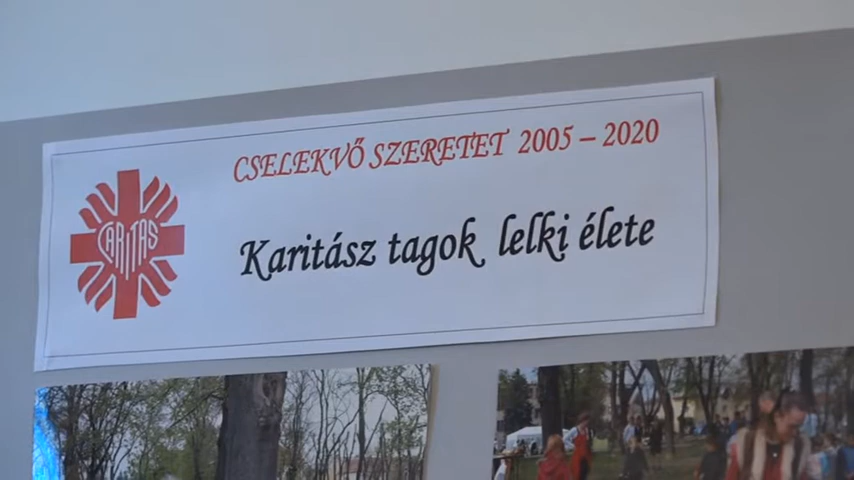 CSELEKVŐ SZERETET 2005 – 2020
CARITAS
Karitász tagok lelki élete